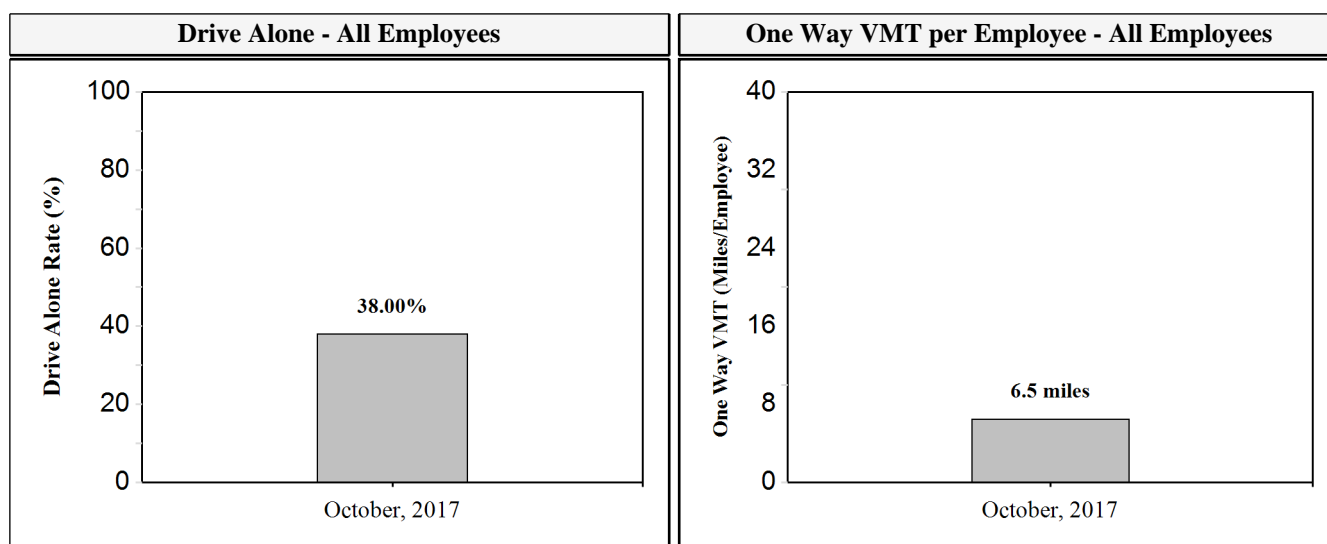 Drive Alone - All Employees
100
80
60
40
20
0
Drive Alone Rate (%)
38.00%
October, 2017
One Way VMT per Employee - All Employees
40
32
24
16
8
0
One Way VMT (Miles/Employee)
6.5 miles
October, 2017